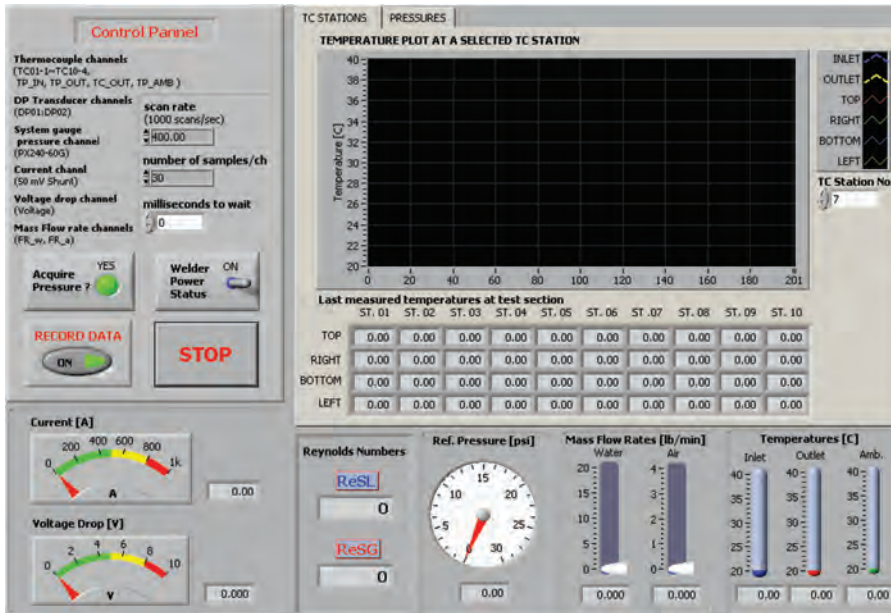 Control Pannel
Thermocouple channels
(TC01-1~TC10-4,
TP_IN, TP_OUT, TC_OUT, TP_AMB )
DP Transducer channels
(DP01:DP02)
System gauge
pressure channel
(PX240-60G)
Current channl
(50 mV Shunt)
Voltage drop channel
(Voltage)
Mass Flow rate channels
(FR_w, FR_a)
scan rate
(1000 scans/sec)
400.00
number of samples/ch
30
milliseconds to wait
0
Acquire
Pressure ?
YES
Welder
Power
Status
ON
RECORD DATA
ON
STOP
TC STATIONS PRESSURES
TEMPERATURE PLOT AT A SELECTED TC STATION
Temperature [C]
40
38
36
34
32
30
28
26
24
22
20
0 20 40 60 80 100 120 140 160 201
INLET
OUTLET
TOP
RIGHT
BOTTOM
LEFT
TC Station No
7
Last measured temperatures at test section
ST. 01 ST. 02 ST. 03 ST. 04 ST. 05 ST. 06 ST. 07 ST. 08 ST. 09 ST. 10
TOP 0.00 0.00 0.00 0.00 0.00 0.00 0.00 0.00 0.00 0.00
RIGHT 0.00 0.00 0.00 0.00 0.00 0.00 0.00 0.00 0.00 0.00
BOTTOM 0.00 0.00 0.00 0.00 0.00 0.00 0.00 0.00 0.00 0.00
LEFT 0.00 0.00 0.00 0.00 0.00 0.00 0.00 0.00 0.00 0.00
Current [A]
0 200 400 600 800 1k
A
0.00
Voltage Drop [V]
0 2 4 6 8 10
V
0.000
Reynolds Numbers
ReSL
0
ReSG
0
Ref. Pressure [psi]
0 5 10 15 20 25 30
0.00
Mass Flow Rates [lb/min]
Water Air
20 15 10 5 0
4 3 2 1 0
0.000 0.000
Temperatures [C]
Inlet Outlet Amb.
40 35 30 25 20
40 35 30 25 20
40 35 30 25 20
0.00 0.00 0.00